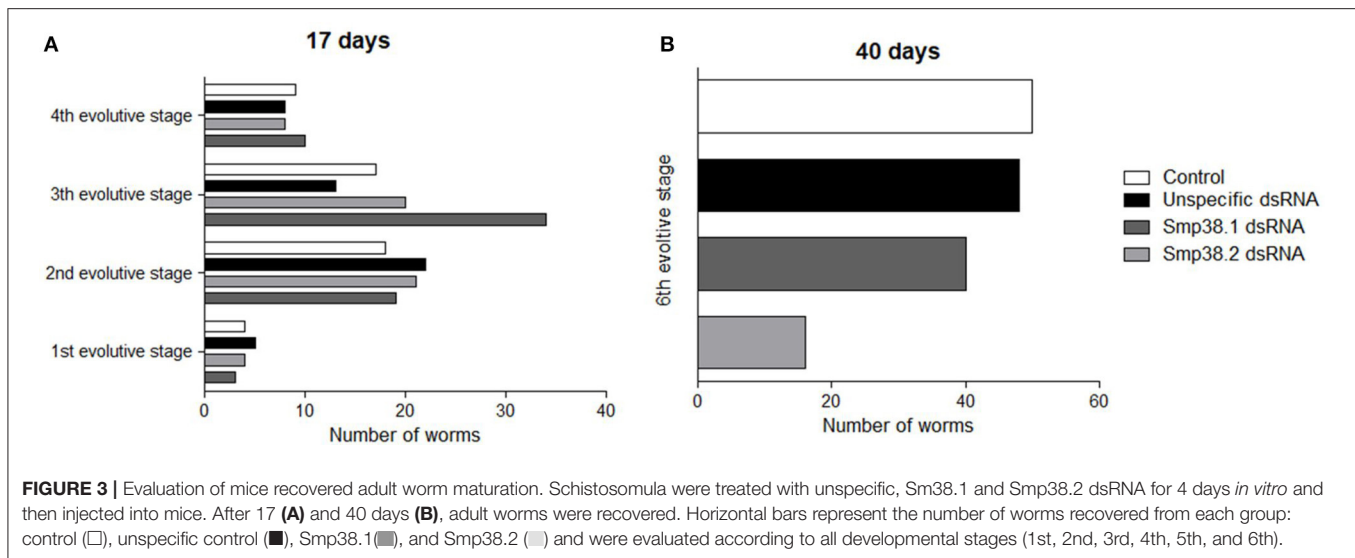 A
17 days
4th evolutive stage
3th evolutive stage
2nd evolutive stage
1st evolutive stage
0 10 20 30 40
Number of worms
B
40 days
6th evoltive stage
0 20 40 60
Number of worms
Control
Unspecific dsRNA
Smp38.1 dsRNA
Smp38.2 dsRNA
FIGURE 3 | Evaluation of mice recovered adult worm maturation. Schistosomula were treated with unspecific, Sm38.1 and Smp38.2 dsRNA for 4 days in vitro and
then injected into mice. After 17 (A) and 40 days (B), adult worms were recovered. Horizontal bars represent the number of worms recovered from each group:
control (□), unspecific control (■), Smp38.1(■), and Smp38.2 (■) and were evaluated according to all developmental stages (1st, 2nd, 3rd, 4th, 5th, and 6th).